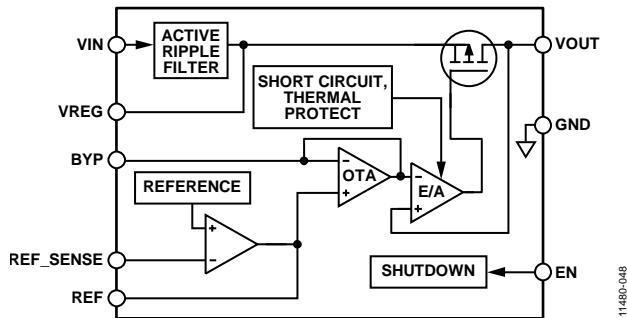 VIN
ACTIVE
RIPPLE
FILTER
VOUT
VREG
SHORT CIRCUIT,
THERMAL
PROTECT
GND
BYP
REFERENCE
–
OTA
+
–
E/A
+
+
–
REF_SENSE
REF
SHUTDOWN
EN
11480-048